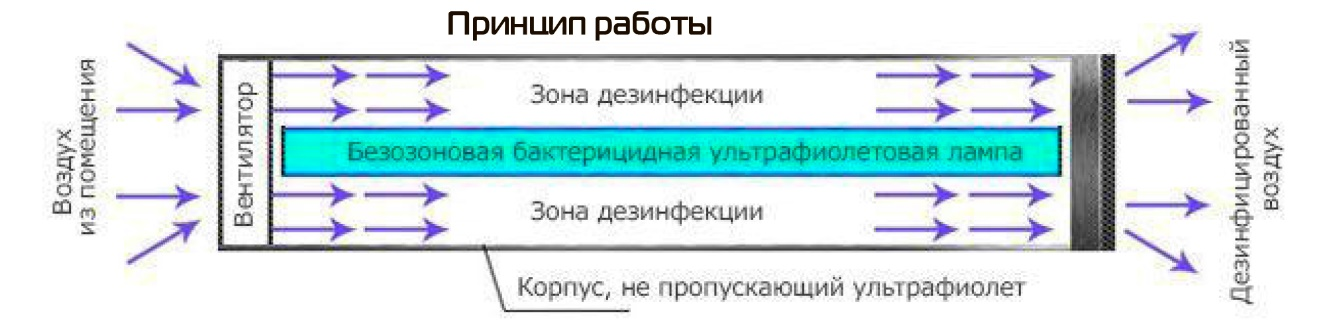 Принцип работы
Воздух
из помещения
Вентилятор
Зона дезинфекции
Безозоновая бактерицидная ультрафиолетовая лампа
Зона дезинфекции
Дезинфицированный
воздух
Корпус, не пропускающий ультрафиолет